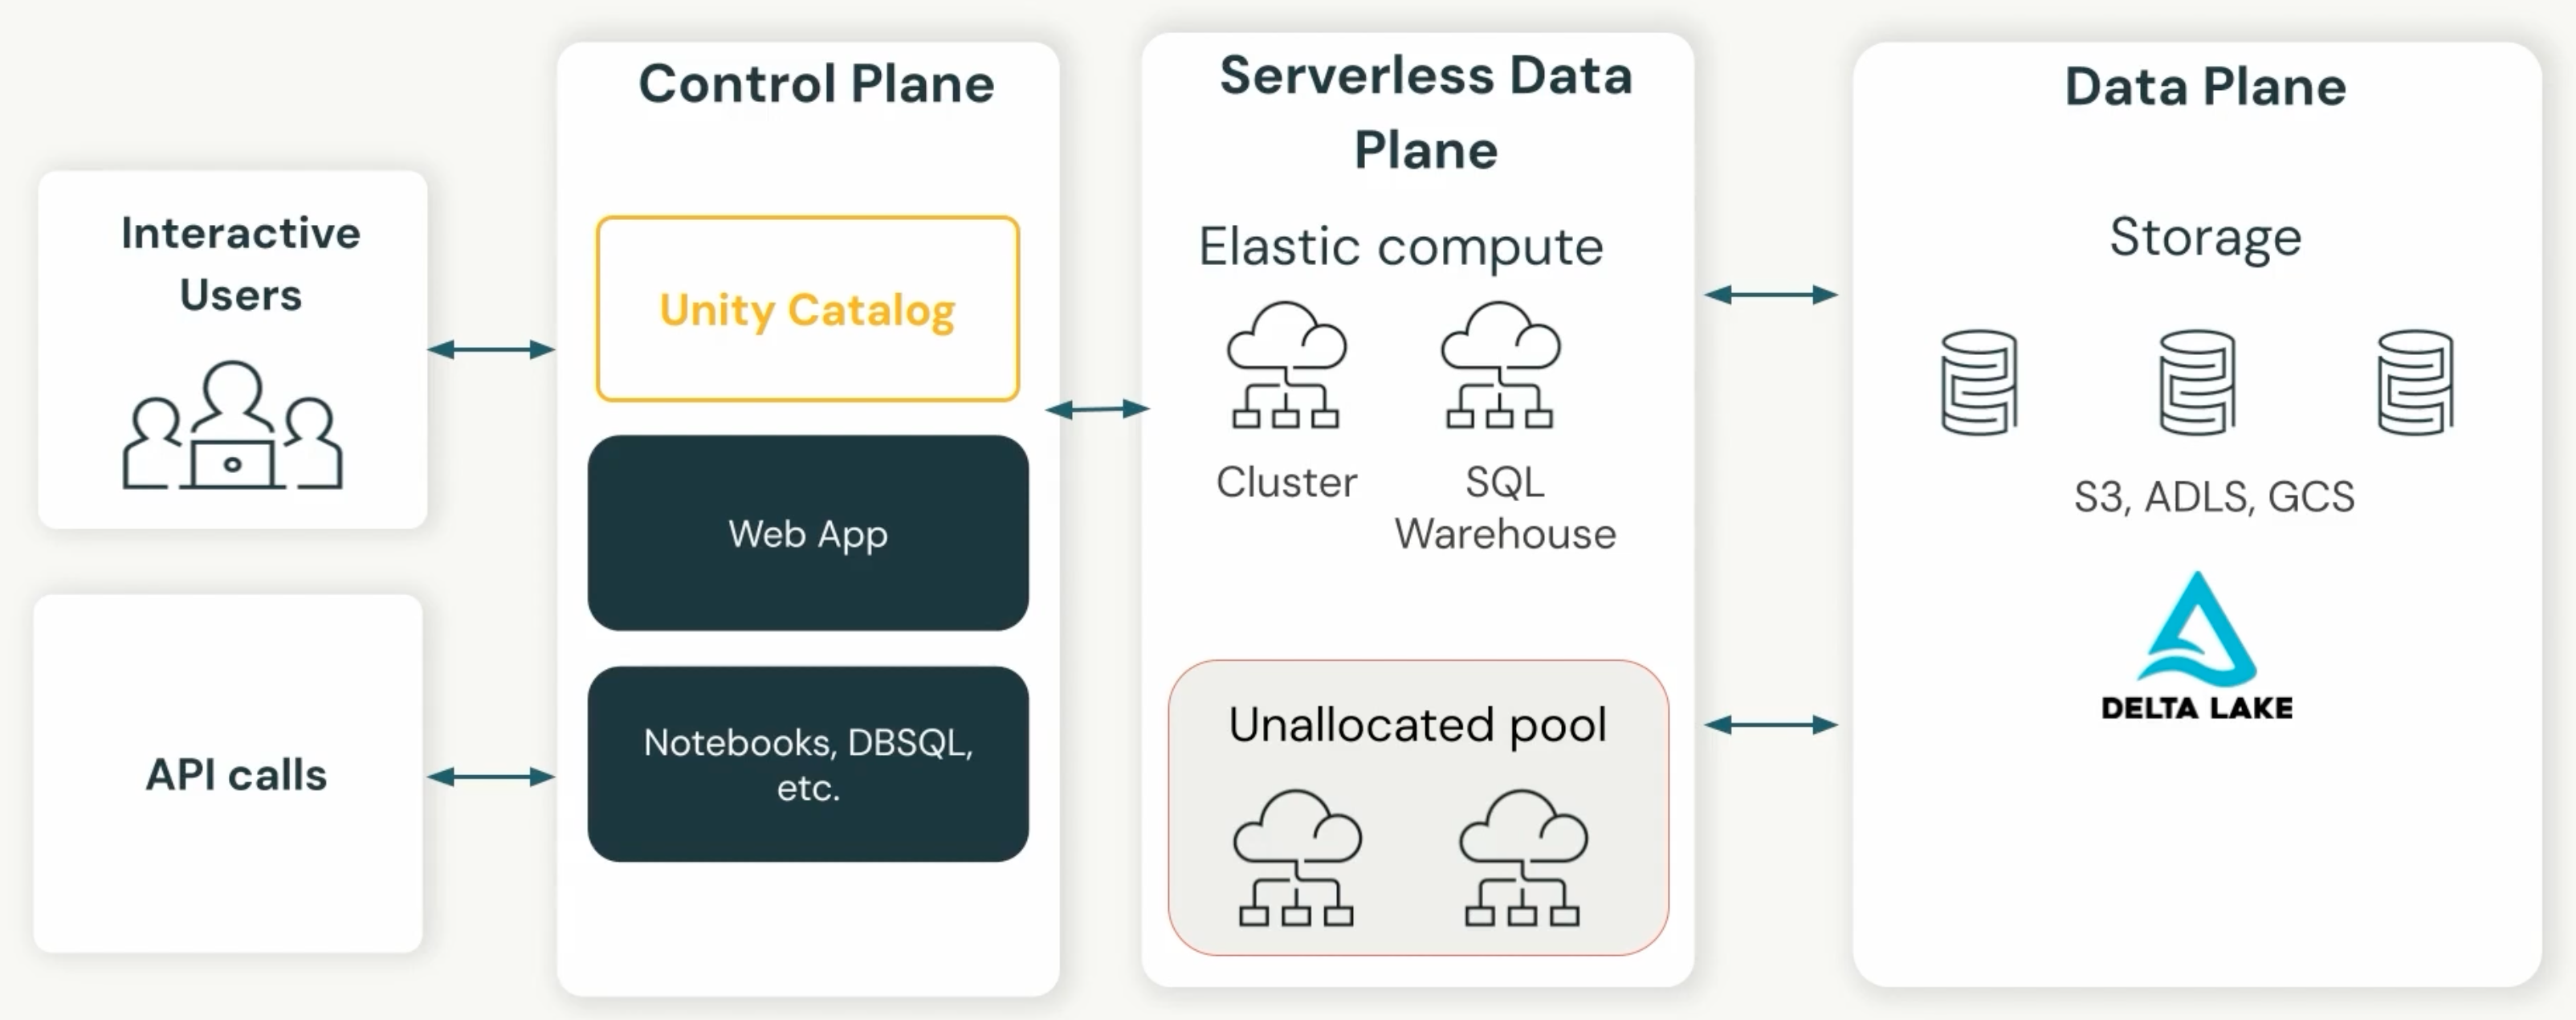 Interactive
Users
API calls
Control Plane
Unity Catalog
Web App
Notebooks, DBSQL,
etc.
Serverless Data
Plane
Elastic compute
Cluster
SQL
Warehouse
Unallocated pool
Data Plane
Storage
S3, ADLS, GCS
DELTA LAKE